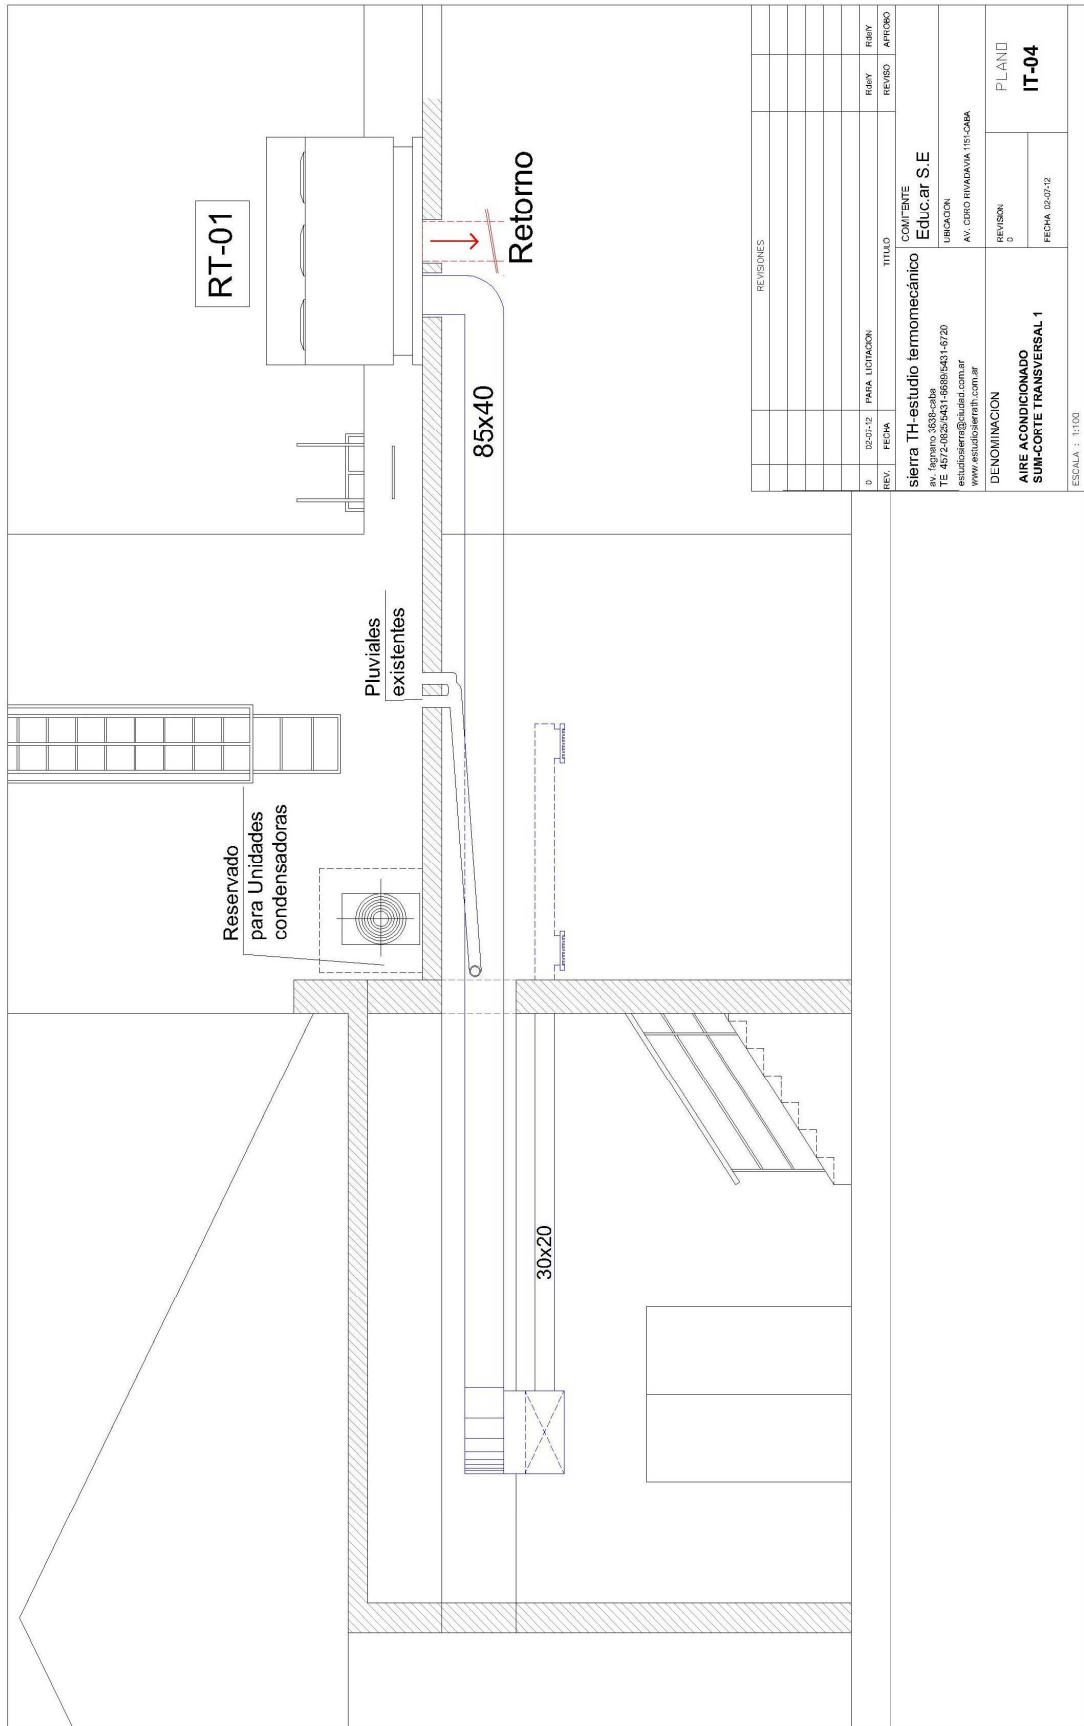 RT-01
Retorno
85x40
Pluviales
existentes
Reservado
para Unidades
condensadoras
30x20
REVISIONES
0 02-07-12 PARA LICITACION RdelY RdelY
REV. FECHA TITULO REVISO APROBO
sierra TH-estudio termomecánico
av. fagnano 3638-caba
TE 4572-0825/5431-6689/5431-6720
estudiosierra@ciudad.com.ar
www.estudiosierrath.com.ar
COMITENTE
Educ.ar S.E
UBICACION
AV. CDRO RIVADAVIA 1151-CABA
DENOMINACION
AIRE ACONDICIONADO
SUM-CORTE TRANSVERSAL 1
REVISION
0
FECHA 02-07-12
PLANO
IT-04
ESCALA : 1:100